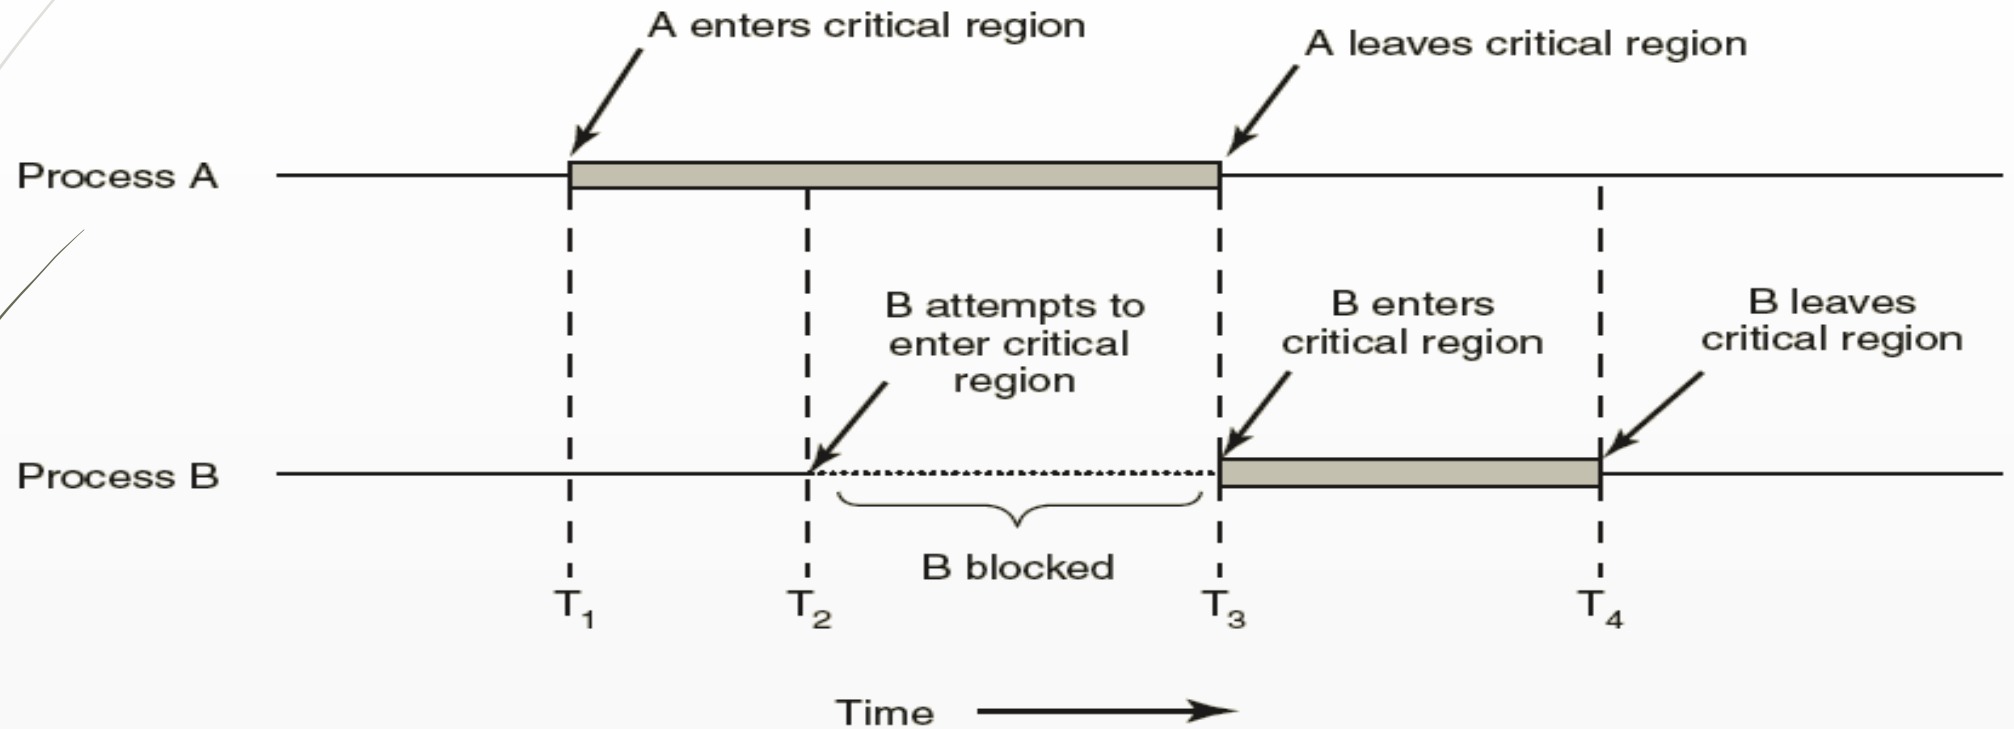 A enters critical region
A leaves critical region
Process A
B attempts to
enter critical
region
B enters
critical region
B leaves
critical region
Process B
B blocked
T1
T2
T3
T4
Time